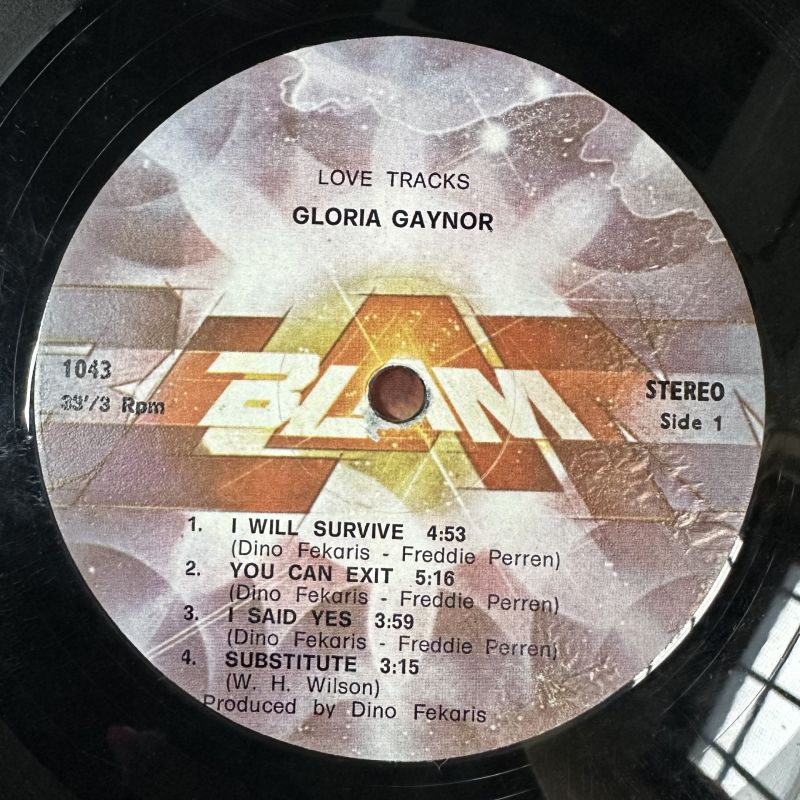 LOVE TRACKS
GLORIA GAYNOR
BLAM
1043
33⅓ Rpm
STEREO
Side 1
1. I WILL SURVIVE 4:53
(Dino Fekaris - Freddie Perren)
2. YOU CAN EXIT 5:16
(Dino Fekaris - Freddie Perren)
3. I SAID YES 3:59
(Dino Fekaris - Freddie Perren)
4. SUBSTITUTE 3:15
(W. H. Wilson)
Produced by Dino Fekaris